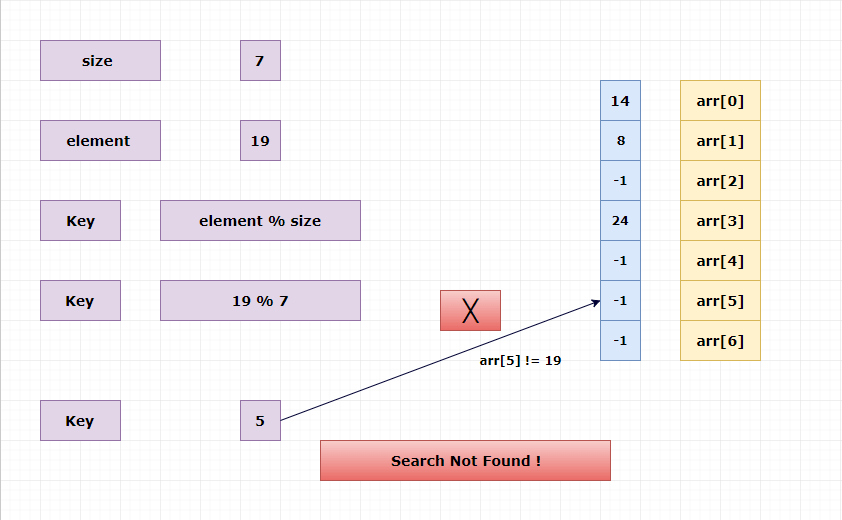 size 7
element 19
Key element % size
Key 19 % 7
Key 5
14 arr[0]
8 arr[1]
-1 arr[2]
24 arr[3]
-1 arr[4]
-1 arr[5]
-1 arr[6]
╳
arr[5] != 19
Search Not Found !